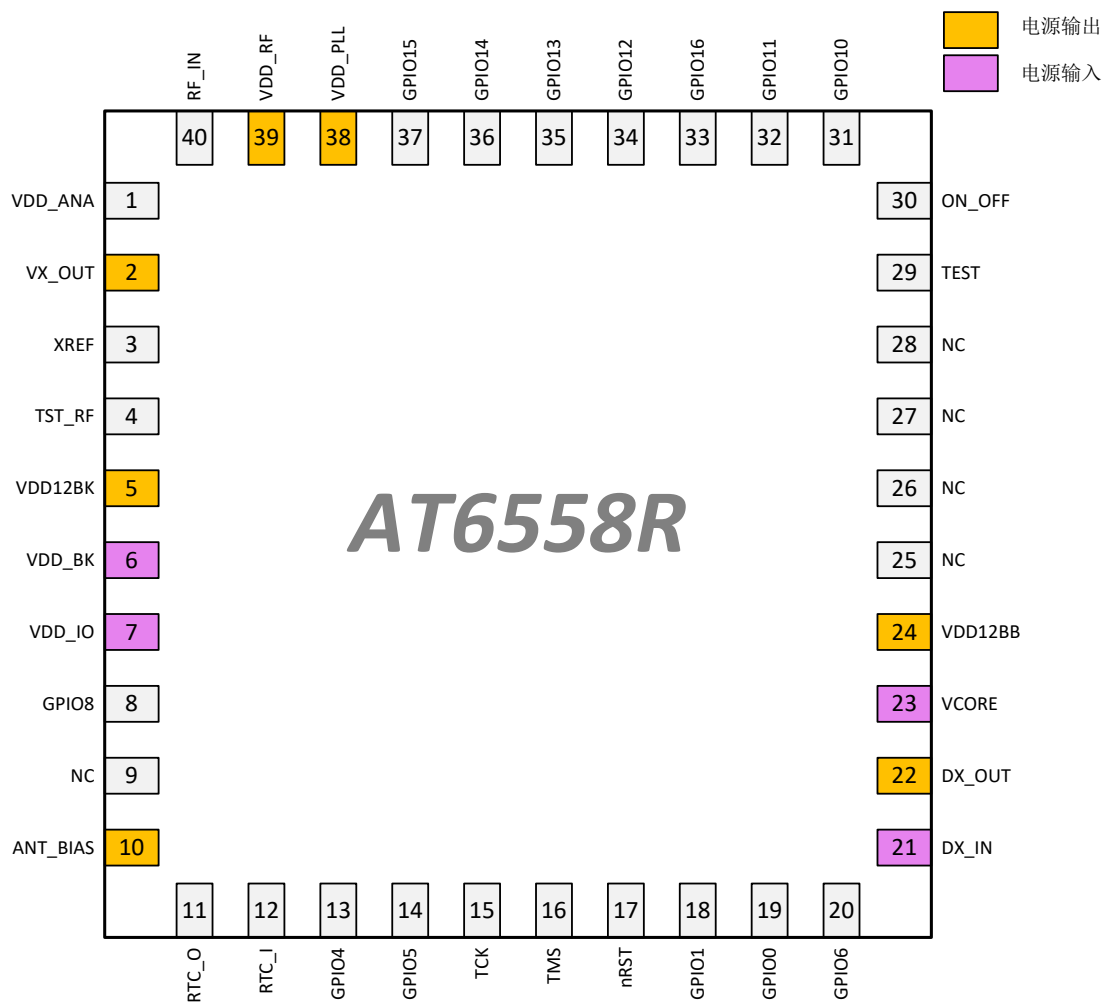 电源输出
电源输入
RF_IN
VDD_RF
VDD_PLL
GPIO15
GPIO14
GPIO13
GPIO12
GPIO16
GPIO11
GPIO10
40 39 38 37 36 35 34 33 32 31
VDD_ANA 1 30 ON_OFF
VX_OUT 2 29 TEST
XREF 3 28 NC
TST_RF 4 27 NC
VDD12BK 5 26 NC
AT6558R
VDD_BK 6 25 NC
VDD_IO 7 24 VDD12BB
GPIO8 8 23 VCORE
NC 9 22 DX_OUT
ANT_BIAS 10 21 DX_IN
11 12 13 14 15 16 17 18 19 20
RTC_O
RTC_I
GPIO4
GPIO5
TCK
TMS
nRST
GPIO1
GPIO0
GPIO6